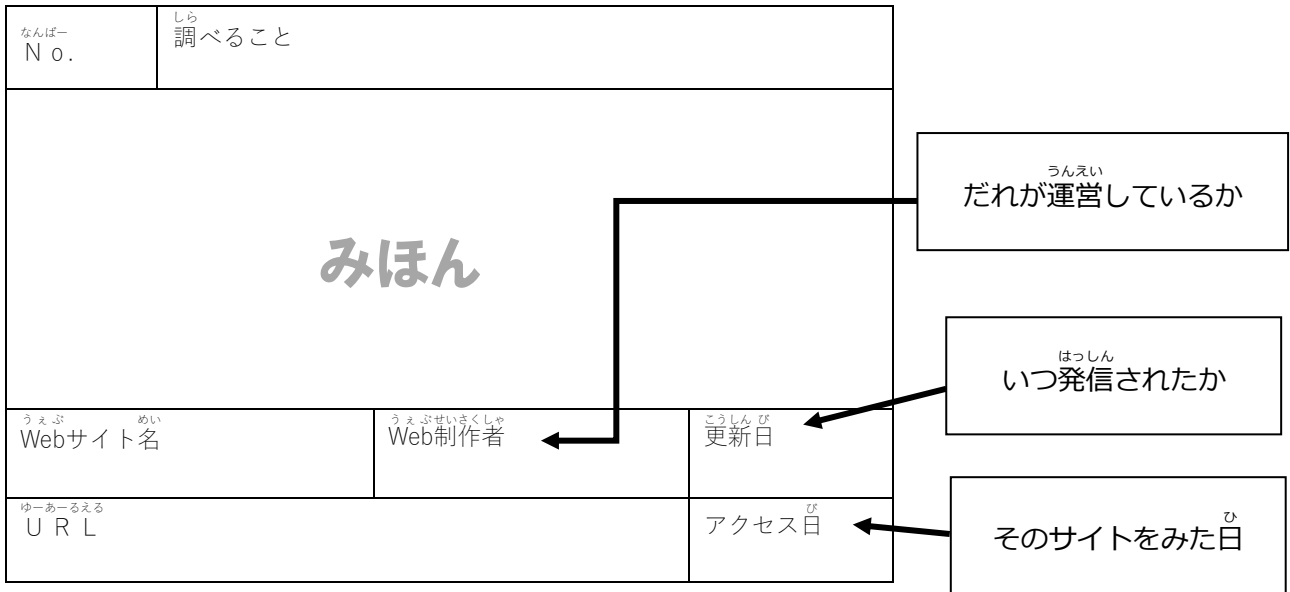 なんばー
Ｎｏ.
しら
調べること
うんえい
だれが運営しているか
みほん
はっしん
いつ発信されたか
うぇぶ めい
Webサイト名
うぇぶせいさくしゃ
Web制作者
こうしん び
更新日
ゆーあーるえる
ＵＲＬ
び
アクセス日
ひ
そのサイトをみた日